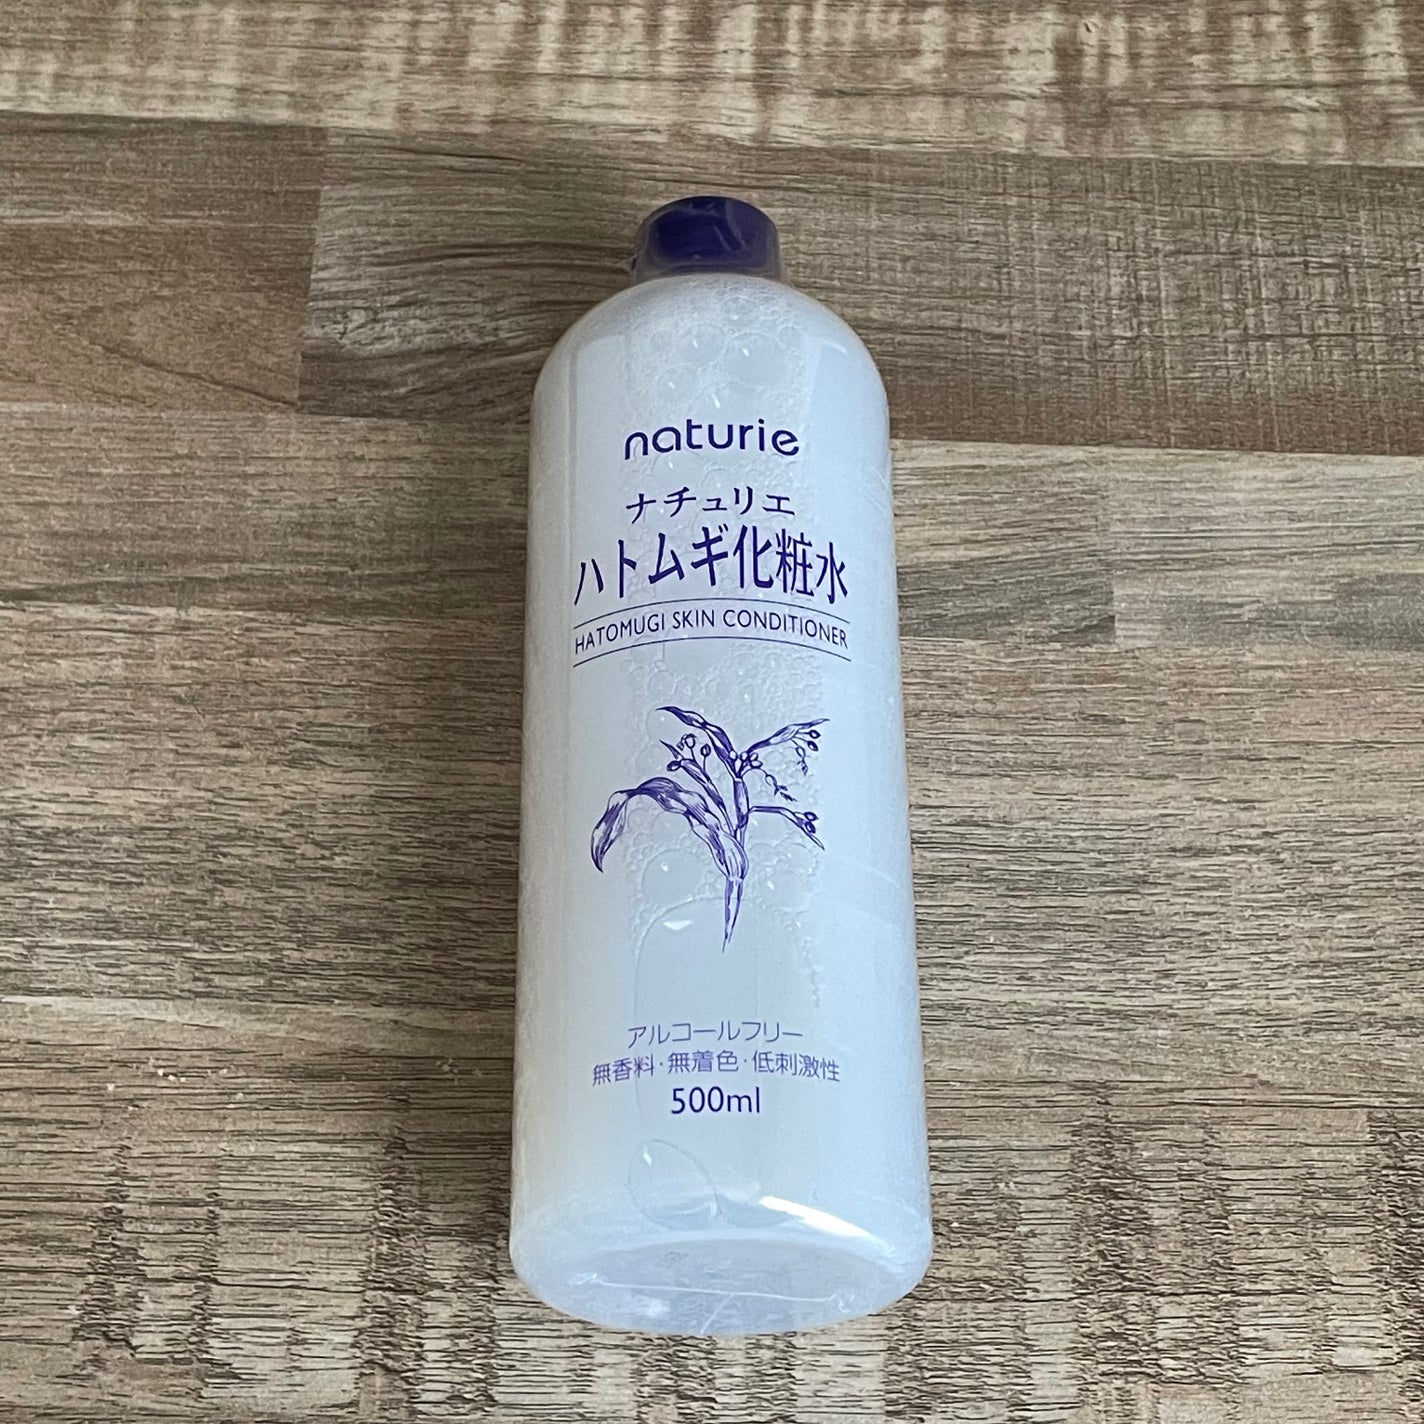 naturie
ナチュリエ
ハトムギ化粧水
HATOMUGI SKIN CONDITIONER
アルコールフリー
無香料・無着色・低刺激性
500ml